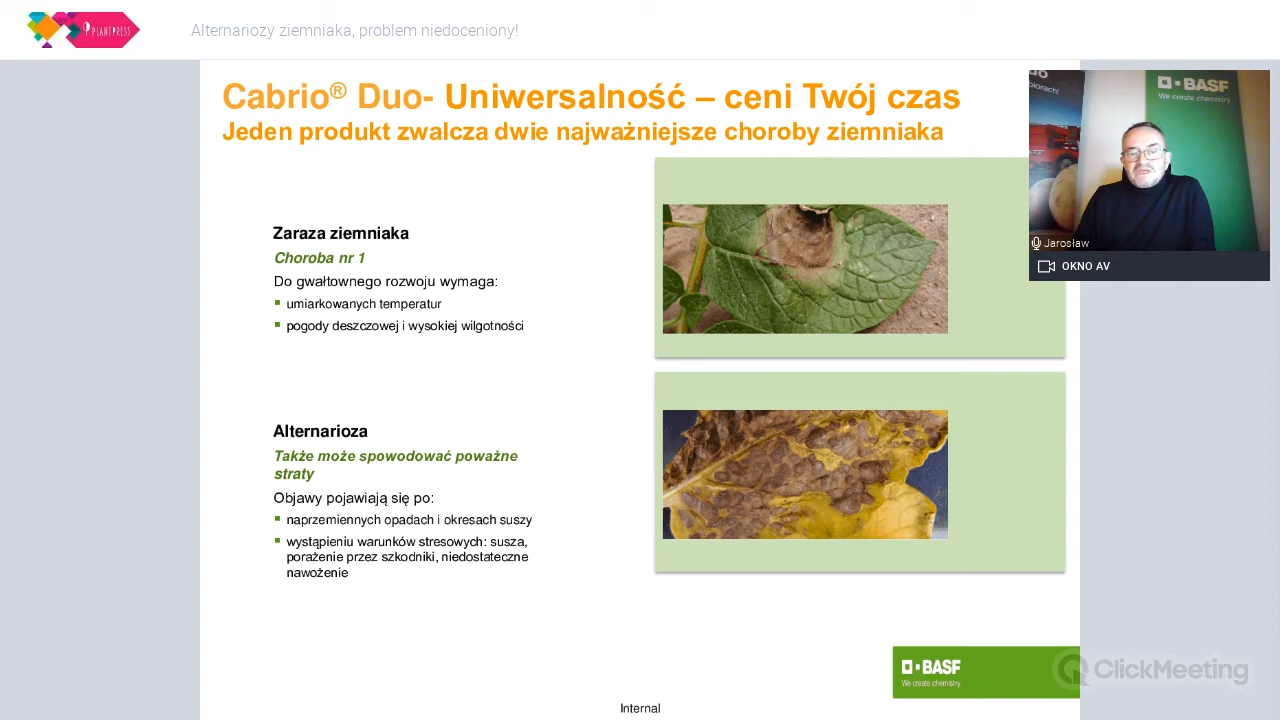 PLANTPRESS
Alternariozy ziemniaka, problem niedoceniony!
Cabrio® Duo- Uniwersalność – ceni Twój czas
Jeden produkt zwalcza dwie najważniejsze choroby ziemniaka
BASF
We create chemistry
Jarosław
OKNO AV
Zaraza ziemniaka
Choroba nr 1
Do gwałtownego rozwoju wymaga:
umiarkowanych temperatur
pogody deszczowej i wysokiej wilgotności
Alternarioza
Także może spowodować poważne
straty
Objawy pojawiają się po:
naprzemiennych opadach i okresach suszy
wystąpieniu warunków stresowych: susza,
porażenie przez szkodniki, niedostateczne
nawożenie
BASF
We create chemistry
ClickMeeting
Internal